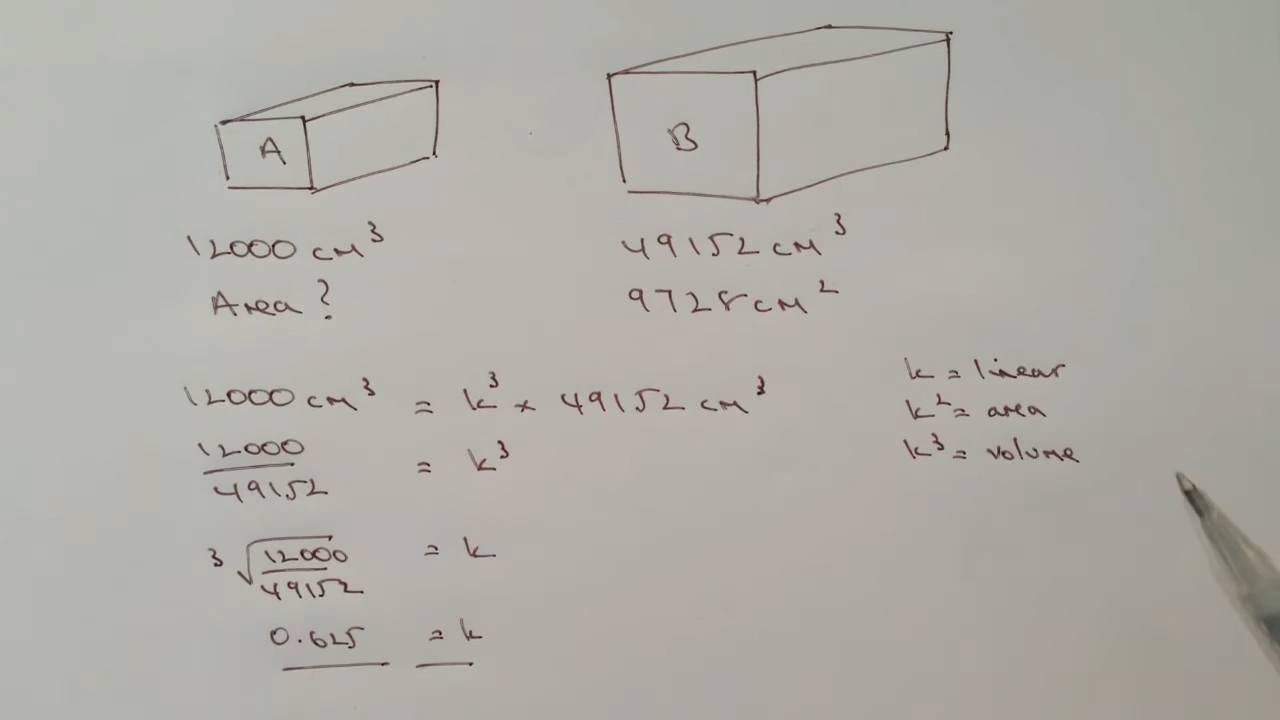 A
B
12000 cm³
49152 cm³
Area ?
9728 cm²
12000 cm³ = k³ × 49152 cm³
12000/49152 = k³
³√(12000/49152) = k
0.625 = k
k = linear
k² = area
k³ = volume